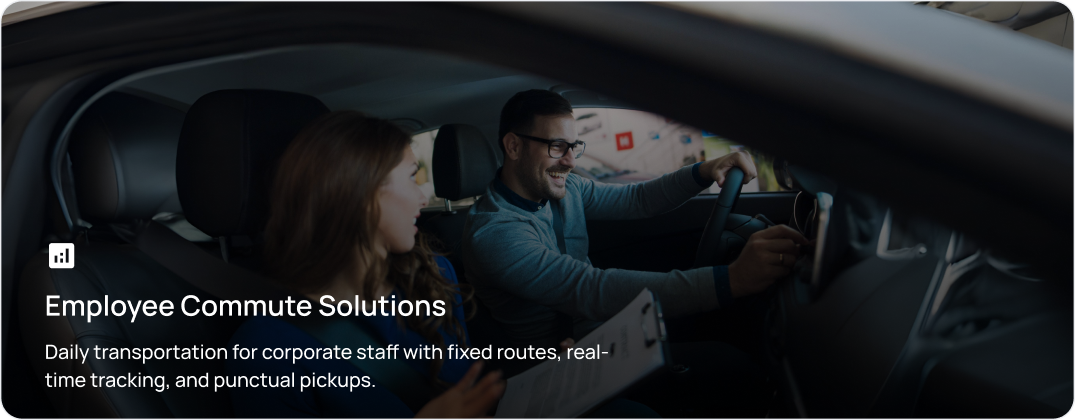 Employee Commute Solutions
Daily transportation for corporate staff with fixed routes, real-
time tracking, and punctual pickups.